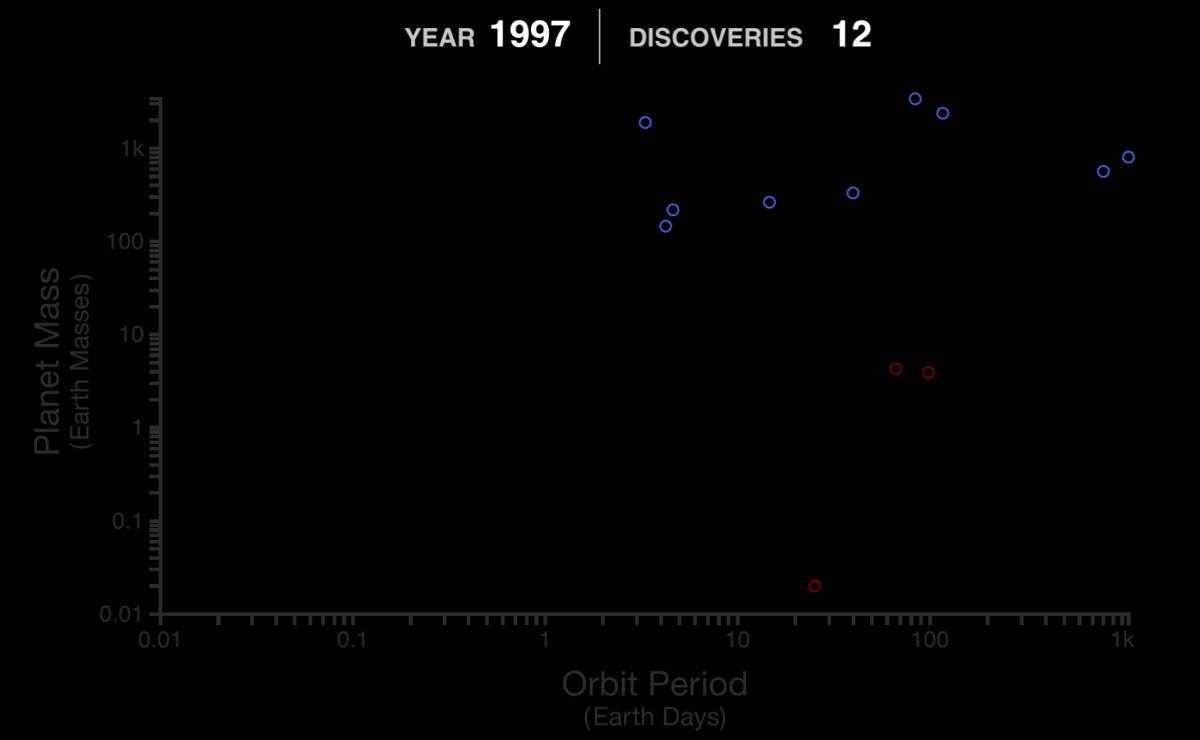 YEAR 1997 DISCOVERIES 12
1k
100
10
1
0.1
0.01
Planet Mass
(Earth Masses)
0.01 0.1 1 10 100 1k
Orbit Period
(Earth Days)